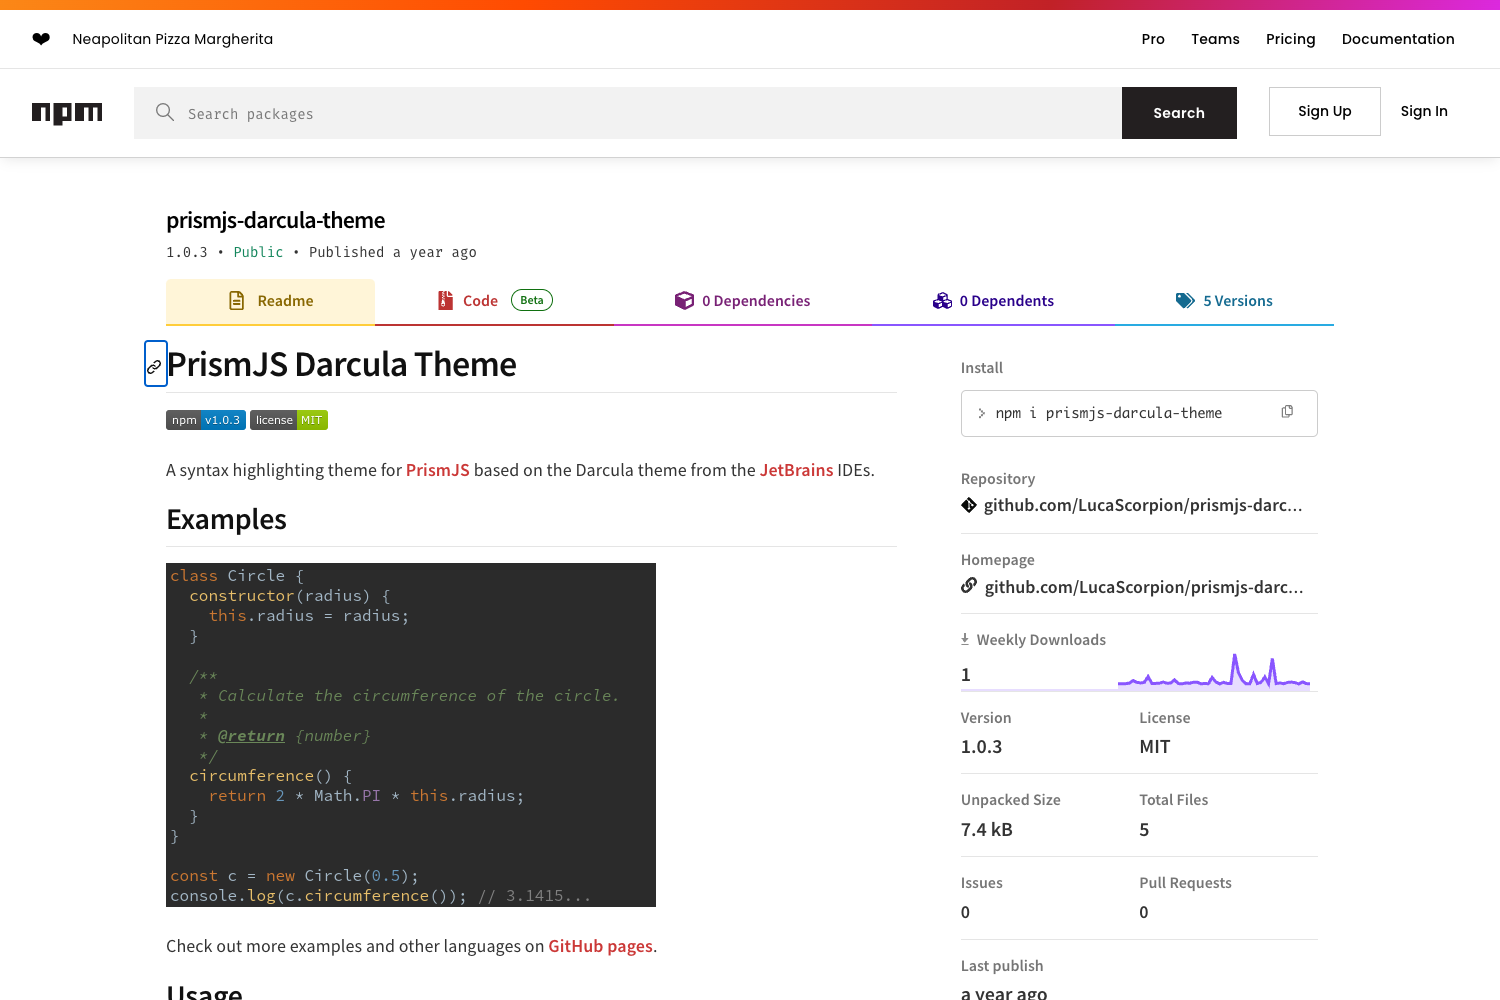 Neapolitan Pizza Margherita
Pro Teams Pricing Documentation
npm
Search packages
Search
Sign Up
Sign In
prismjs-darcula-theme
1.0.3 • Public • Published a year ago
Readme
Code Beta
0 Dependencies
0 Dependents
5 Versions
PrismJS Darcula Theme
npm v1.0.3 license MIT
A syntax highlighting theme for PrismJS based on the Darcula theme from the JetBrains IDEs.
Examples
class Circle {
  constructor(radius) {
    this.radius = radius;
  }
  /**
   * Calculate the circumference of the circle.
   *
   * @return {number}
   */
  circumference() {
    return 2 * Math.PI * this.radius;
  }
}
const c = new Circle(0.5);
console.log(c.circumference()); // 3.1415...
Check out more examples and other languages on GitHub pages.
Usage
Install
> npm i prismjs-darcula-theme
Repository
github.com/LucaScorpion/prismjs-darc...
Homepage
github.com/LucaScorpion/prismjs-darc...
Weekly Downloads
1
Version License
1.0.3 MIT
Unpacked Size Total Files
7.4 kB 5
Issues Pull Requests
0 0
Last publish
a year ago